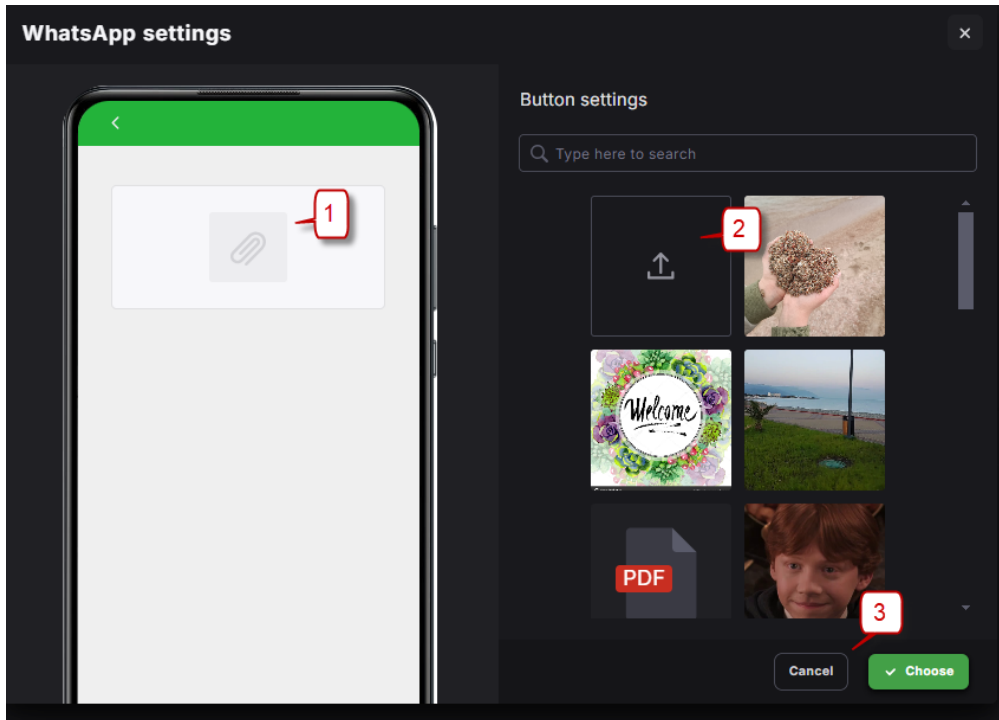 WhatsApp settings
Button settings
Type here to search
1
2
Welcome
PDF
3
Cancel
Choose